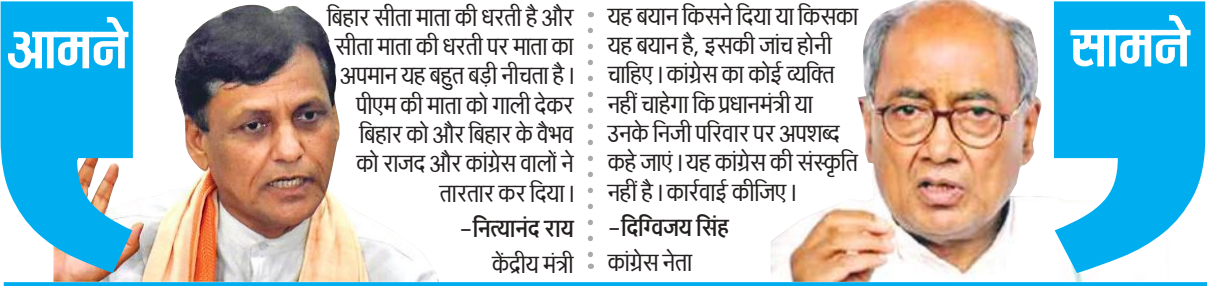 आमने
बिहार सीता माता की धरती है और
सीता माता की धरती पर माता का
अपमान यह बहुत बड़ी नीचता है।
पीएम की माता को गाली देकर
बिहार को और बिहार के वैभव
को राजद और कांग्रेस वालों ने
तारतार कर दिया।
–नित्यानंद राय
केंद्रीय मंत्री
यह बयान किसने दिया या किसका
यह बयान है, इसकी जांच होनी
चाहिए। कांग्रेस का कोई व्यक्ति
नहीं चाहेगा कि प्रधानमंत्री या
उनके निजी परिवार पर अपशब्द
कहे जाएं। यह कांग्रेस की संस्कृति
नहीं है। कार्रवाई कीजिए।
–दिग्विजय सिंह
कांग्रेस नेता
सामने